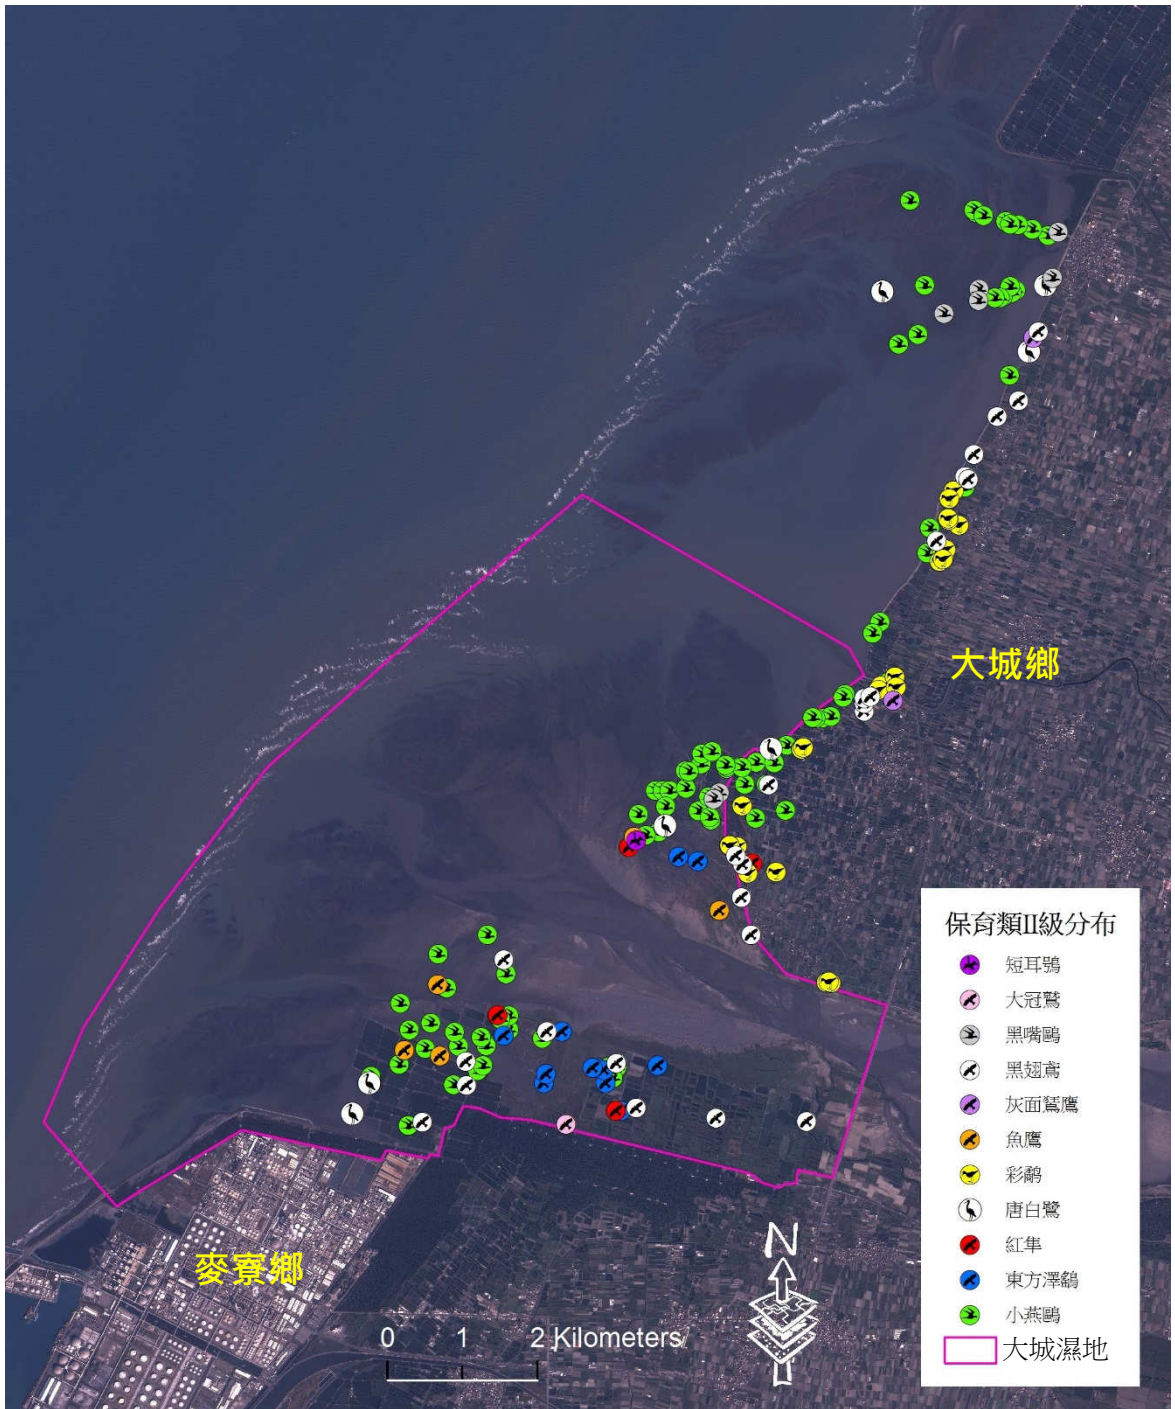 大城鄉
保育類II級分布
短耳鴞
大冠鷲
黑嘴鷗
黑翅鳶
灰面鵟鷹
魚鷹
彩鷸
唐白鷺
紅隼
東方澤鷂
小燕鷗
大城濕地
麥寮鄉
N
0 1 2 Kilometers